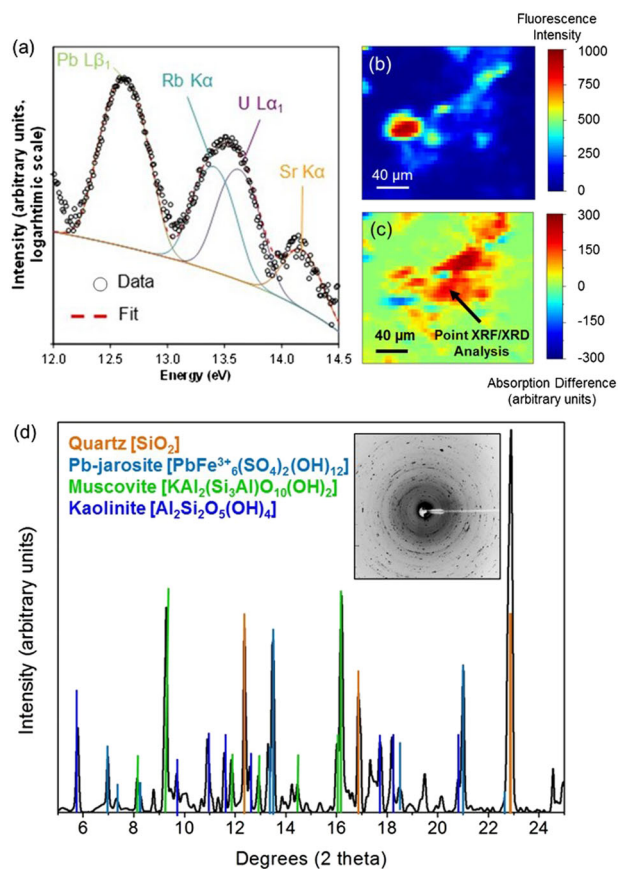 (a)
Pb Lβ1
Rb Kα
U Lα1
Sr Kα
Intensity (arbitrary units,
logarhtimic scale)
Data
Fit
12.0 12.5 13.0 13.5 14.0 14.5
Energy (eV)
Fluorescence
Intensity
(b)
40 µm
1000
750
500
250
0
(c)
40 µm
Point XRF/XRD
Analysis
300
150
0
-150
-300
Absorption Difference
(arbitrary units)
(d)
Quartz [SiO2]
Pb-jarosite [PbFe3+6(SO4)2(OH)12]
Muscovite [KAl2(Si3Al)O10(OH)2]
Kaolinite [Al2Si2O5(OH)4]
Intensity (arbitrary units)
6 8 10 12 14 16 18 20 22 24
Degrees (2 theta)